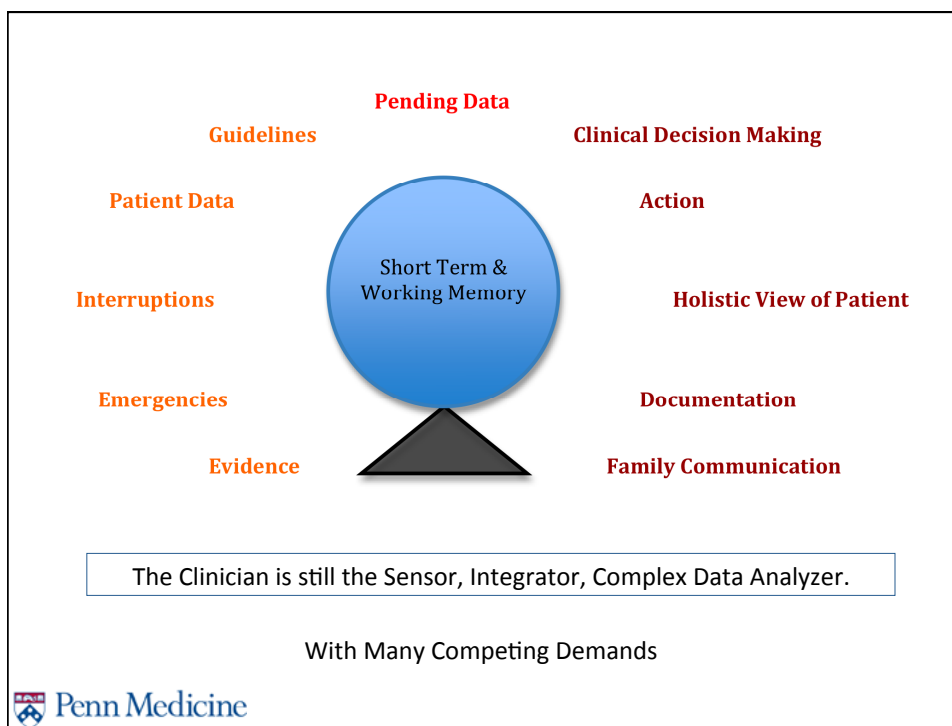 Pending Data
Guidelines
Clinical Decision Making
Patient Data
Action
Short Term &
Working Memory
Interruptions
Holistic View of Patient
Emergencies
Documentation
Evidence
Family Communication
The Clinician is still the Sensor, Integrator, Complex Data Analyzer.
With Many Competing Demands
Penn Medicine